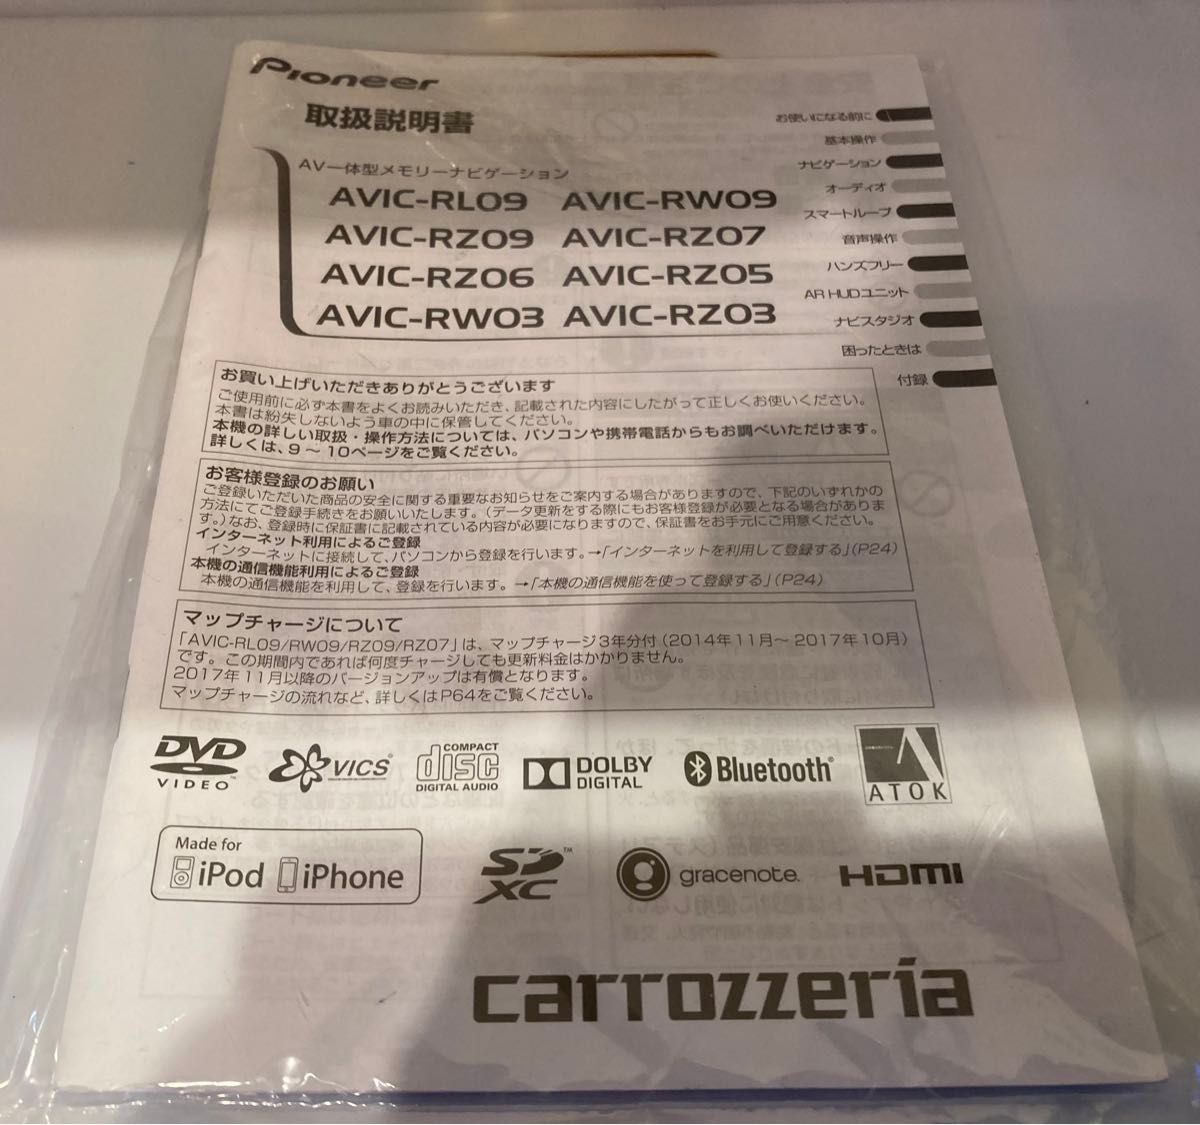 Pioneer
取扱説明書
AV一体型メモリーナビゲーション
AVIC-RL09 AVIC-RW09
AVIC-RZ09 AVIC-RZ07
AVIC-RZ06 AVIC-RZ05
AVIC-RW03 AVIC-RZ03
お使いになる前に
基本操作
ナビゲーション
オーディオ
スマートループ
音声操作
ハンズフリー
AR HUDユニット
ナビスタジオ
困ったときは
付録
お買い上げいただきありがとうございます
ご使用前に必ず本書をよくお読みいただき、記載された内容にしたがって正しくお使いください。
本書は紛失しないよう車の中に保管してください。
本機の詳しい取扱・操作方法については、パソコンや携帯電話からもお調べいただけます。
詳しくは、9～10ページをご覧ください。
お客様登録のお願い
ご登録いただいた商品の安全に関する重要なお知らせをご案内する場合がありますので、下記のいずれかの
方法にてご登録手続きをお願いいたします。（データ更新をする際にもお客様登録が必要となる場合がありま
す。）なお、登録時に保証書に記載されている内容が必要になりますので、保証書をお手元にご用意ください。
インターネット利用によるご登録
インターネットに接続して、パソコンから登録を行います。→「インターネットを利用して登録する」（P24）
本機の通信機能利用によるご登録
本機の通信機能を利用して、登録を行います。→「本機の通信機能を使って登録する」（P24）
マップチャージについて
「AVIC-RL09/RW09/RZ09/RZ07」は、マップチャージ3年分付（2014年11月～2017年10月）
です。この期間内であれば何度チャージしても更新料金はかかりません。
2017年11月以降のバージョンアップは有償となります。
マップチャージの流れなど、詳しくはP64をご覧ください。
DVD
VIDEO™
VICS
COMPACT
disc
DIGITAL AUDIO
DOLBY
DIGITAL
Bluetooth®
ATOK
Made for
iPod iPhone
SD™
XC
gracenote.
HDMI
carrozzeria